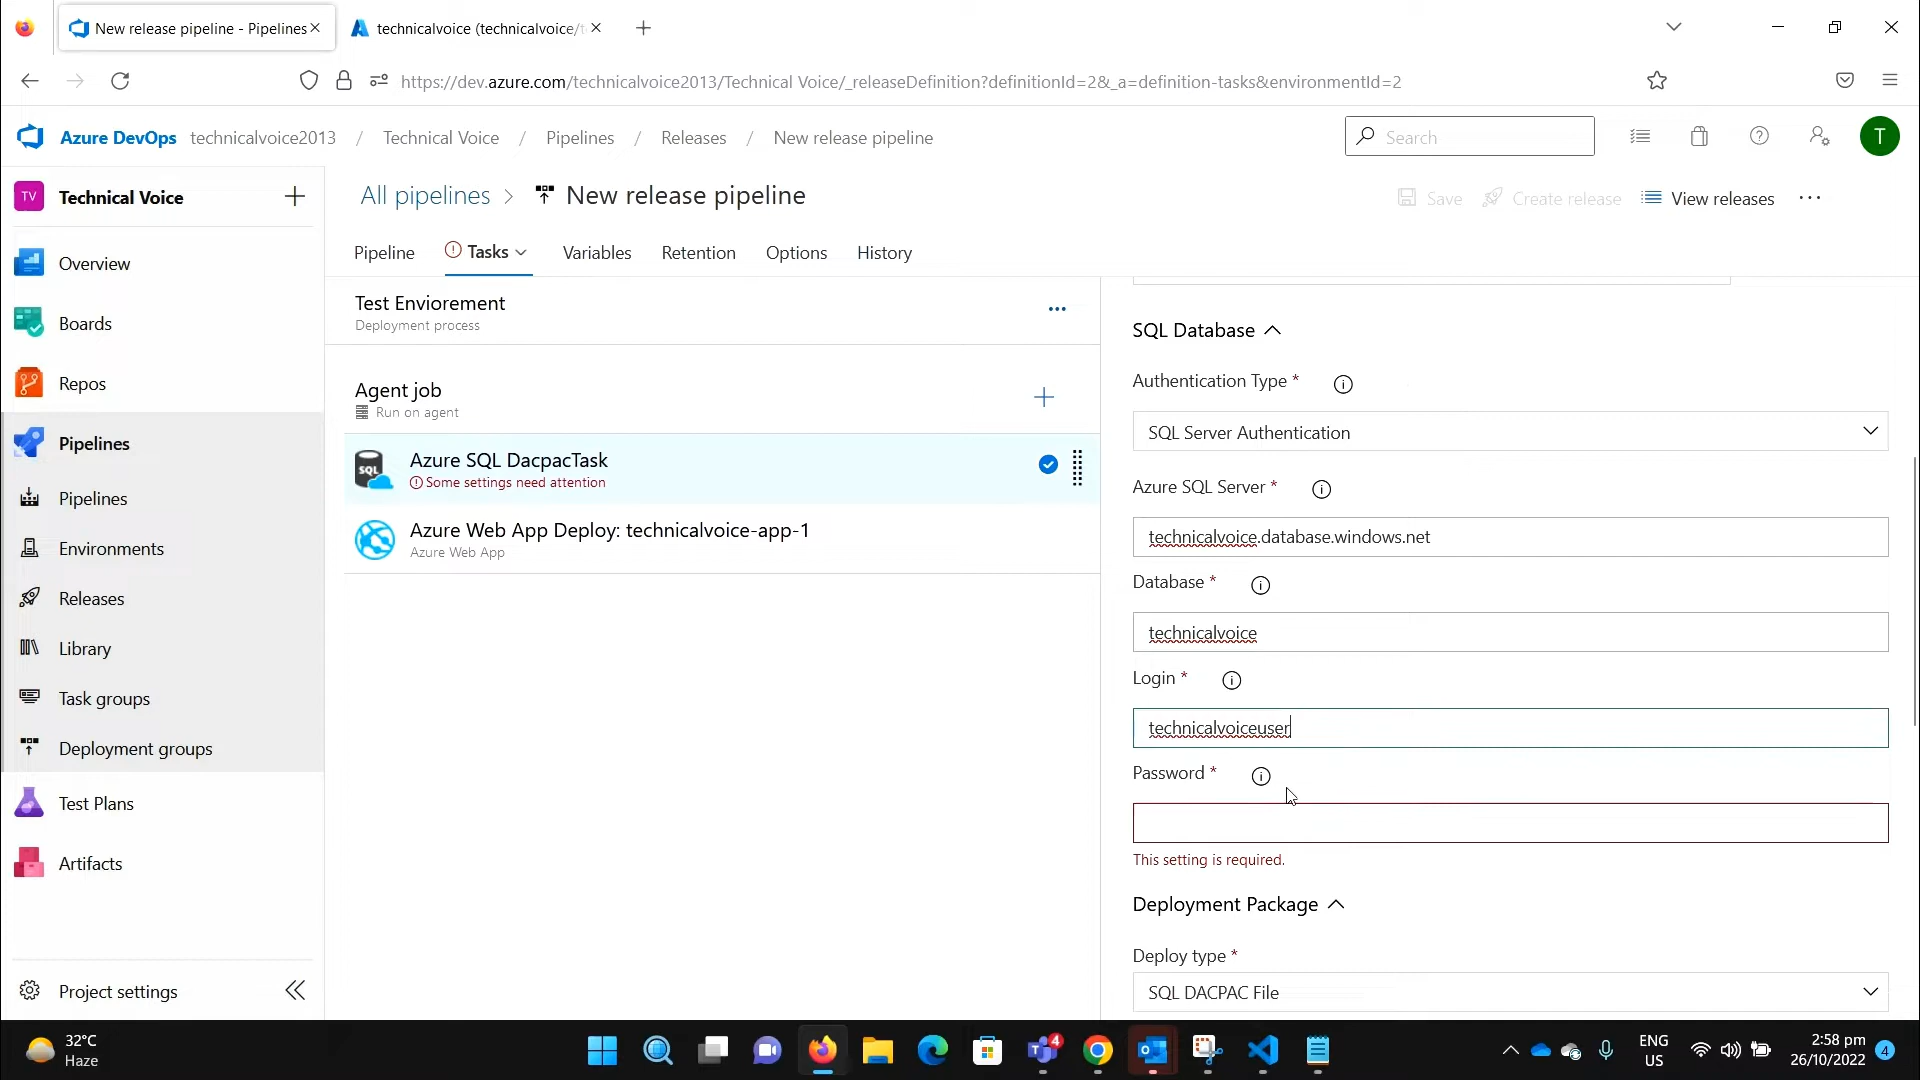 New release pipeline - Pipelines
technicalvoice (technicalvoice/t
https://dev.azure.com/technicalvoice2013/Technical Voice/_releaseDefinition?definitionId=2&_a=definition-tasks&environmentId=2
Azure DevOps technicalvoice2013 / Technical Voice / Pipelines / Releases / New release pipeline
Search
T
TV Technical Voice
All pipelines > New release pipeline
Save Create release View releases
Pipeline Tasks Variables Retention Options History
Overview
Boards
Repos
Pipelines
Pipelines
Environments
Releases
Library
Task groups
Deployment groups
Test Plans
Artifacts
Project settings
Test Enviorement
Deployment process
Agent job
Run on agent
SQL
Azure SQL DacpacTask
Some settings need attention
Azure Web App Deploy: technicalvoice-app-1
Azure Web App
SQL Database
Authentication Type *
SQL Server Authentication
Azure SQL Server *
technicalvoice.database.windows.net
Database *
technicalvoice
Login *
technicalvoiceuser
Password *
This setting is required.
Deployment Package
Deploy type *
SQL DACPAC File
32°C
Haze
4
ENG
US
2:58 pm
26/10/2022
4